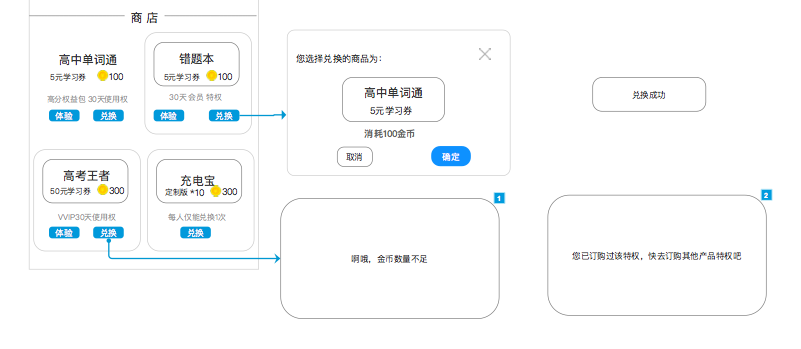 商 店
高中单词通
5元学习券 100
高分权益包 30天使用权
体验 兑换
错题本
5元学习券 100
30天会员 特权
体验 兑换
高考王者
50元学习券 300
VVIP30天使用权
体验 兑换
充电宝
定制版 *10 300
每人仅能兑换1次
兑换
您选择兑换的商品为：
高中单词通
5元学习券
消耗100金币
取消 确定
兑换成功
1
啊哦，金币数量不足
2
您已订购过该特权，快去订购其他产品特权吧